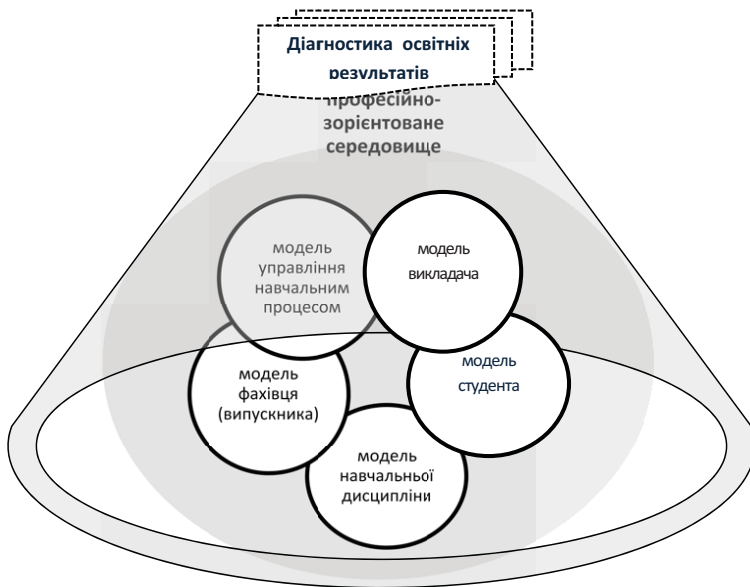 Діагностика освітніх
результатів
професійно-
зорієнтоване
середовище
модель
управління
навчальним
процесом
модель
викладача
модель
фахівця
(випускника)
модель
студента
модель
навчальної
дисципліни